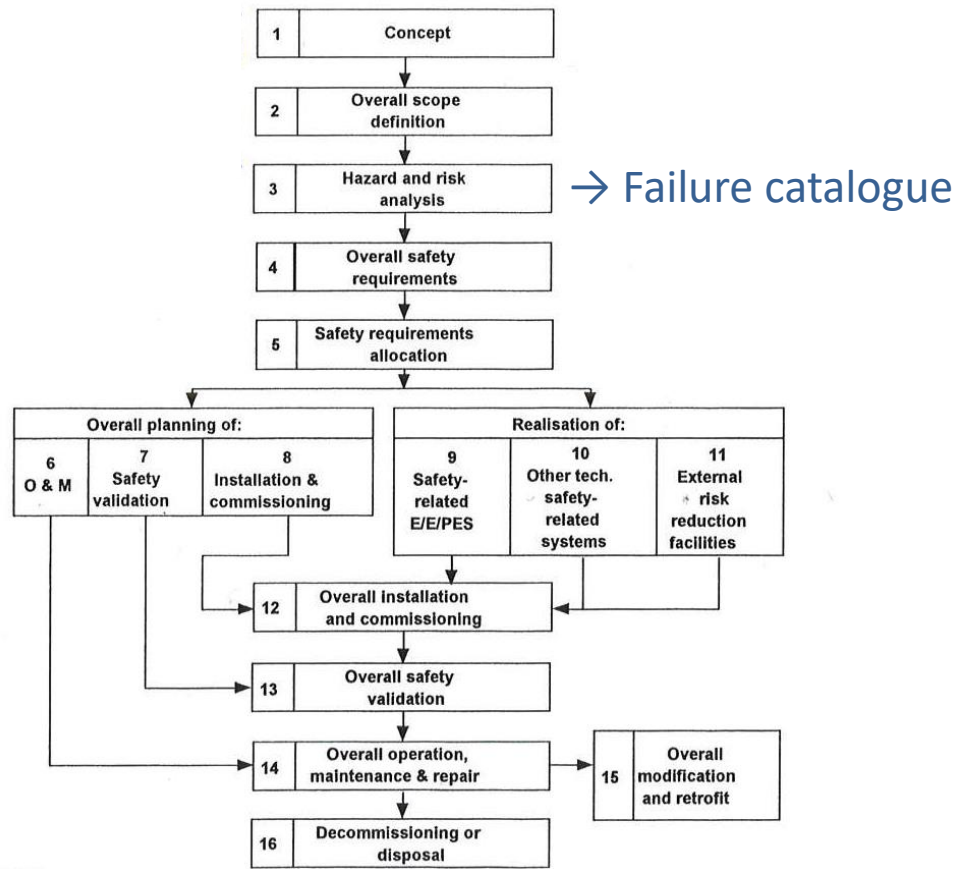 1
Concept
2
Overall scope
definition
3
Hazard and risk
analysis
→ Failure catalogue
4
Overall safety
requirements
5
Safety requirements
allocation
Overall planning of:
6
O & M
7
Safety
validation
8
Installation &
commissioning
Realisation of:
9
Safety-
related
E/E/PES
10
Other tech.
safety-
related
systems
11
External
risk
reduction
facilities
12
Overall installation
and commissioning
13
Overall safety
validation
14
Overall operation,
maintenance & repair
15
Overall
modification
and retrofit
16
Decommissioning or
disposal